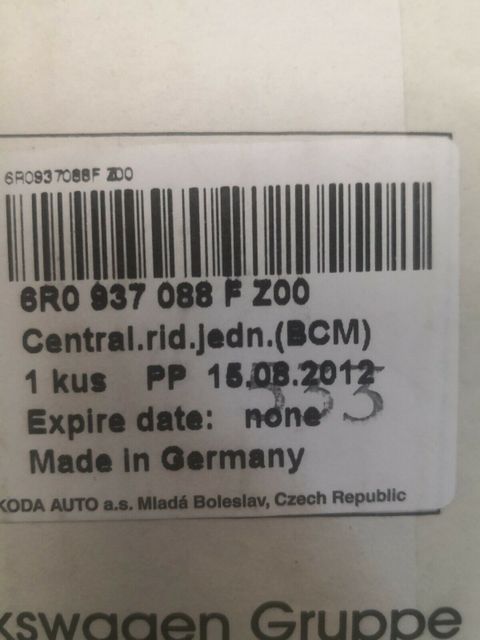 6R0937088F Z00
6R0 937 088 F Z00
Central.rid.jedn.(BCM)
1 kus PP 15.08.2012
Expire date: none
Made in Germany
KODA AUTO a.s. Mladá Boleslav, Czech Republic
kswagen Gruppe